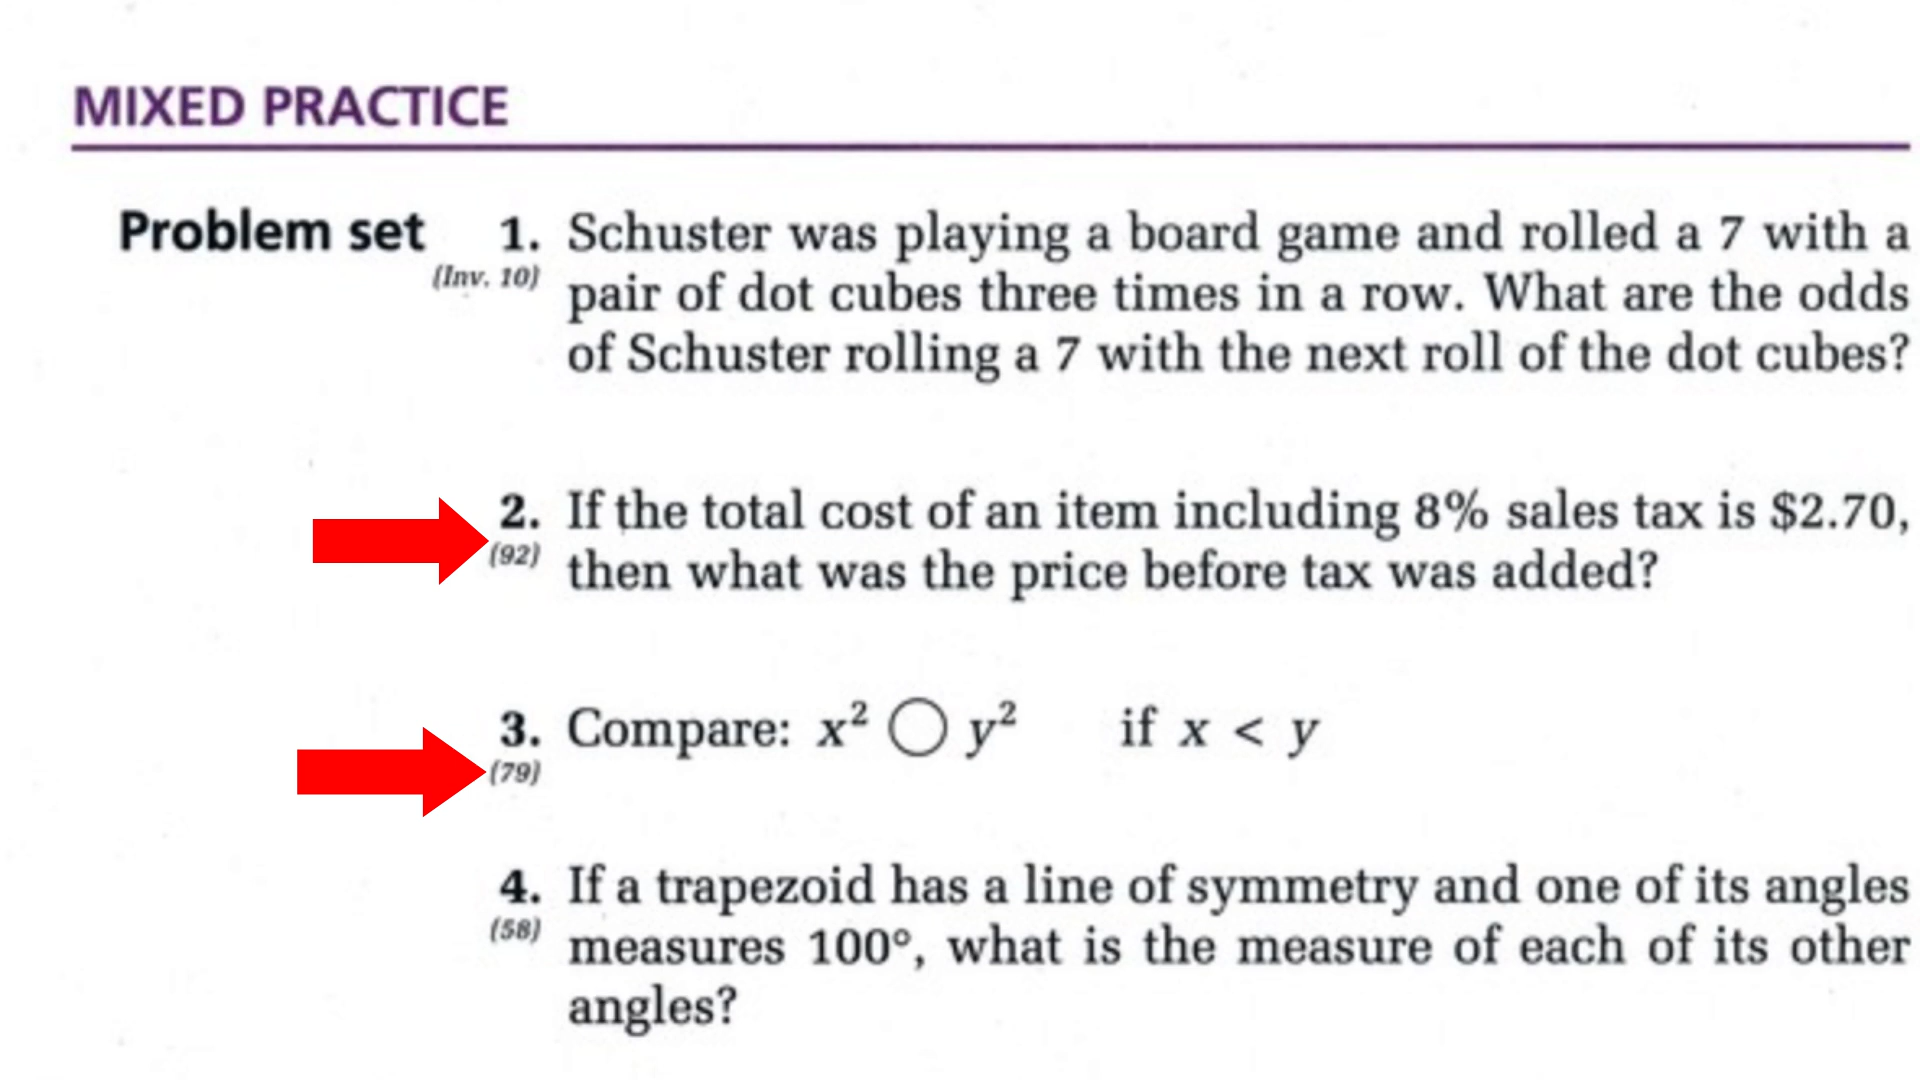 MIXED PRACTICE
Problem set 1. Schuster was playing a board game and rolled a 7 with a
(Inv. 10) pair of dot cubes three times in a row. What are the odds
of Schuster rolling a 7 with the next roll of the dot cubes?
2. If the total cost of an item including 8% sales tax is $2.70,
(92) then what was the price before tax was added?
3. Compare: x² ◯ y² if x < y
(79)
4. If a trapezoid has a line of symmetry and one of its angles
(58) measures 100°, what is the measure of each of its other
angles?